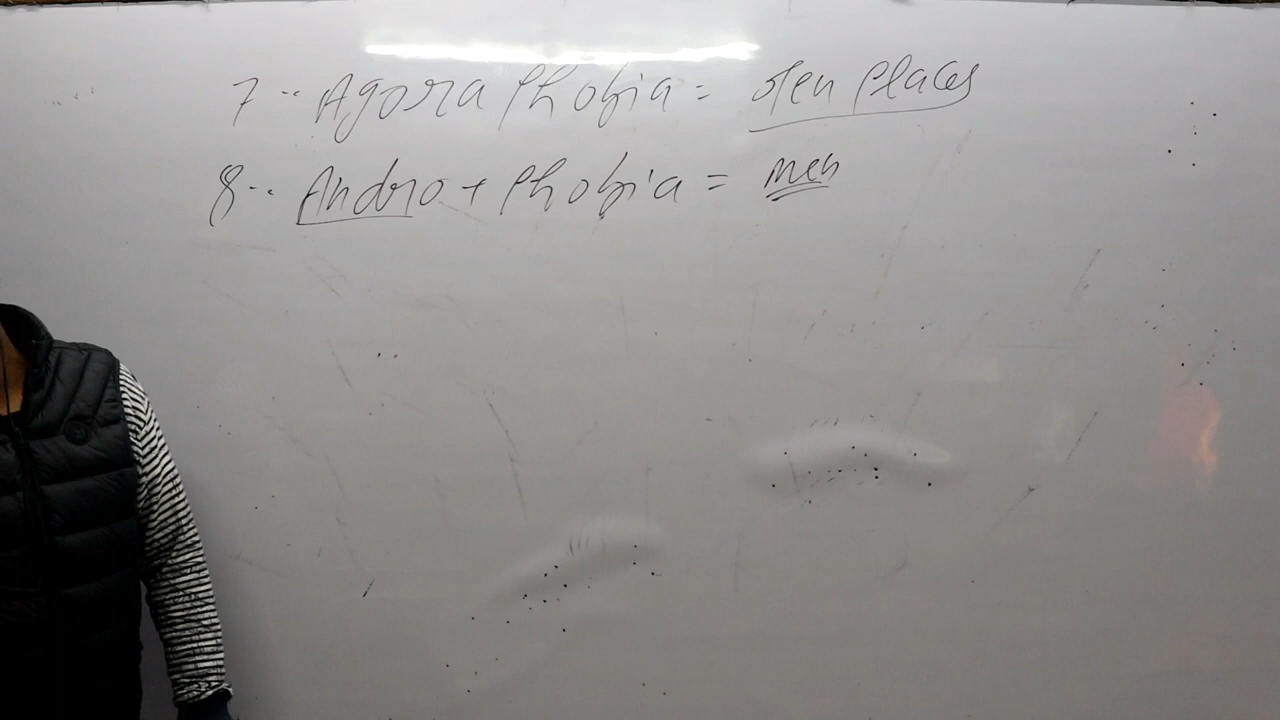 7.. Agora Phobia = open places
8.. Andro + Phobia = men